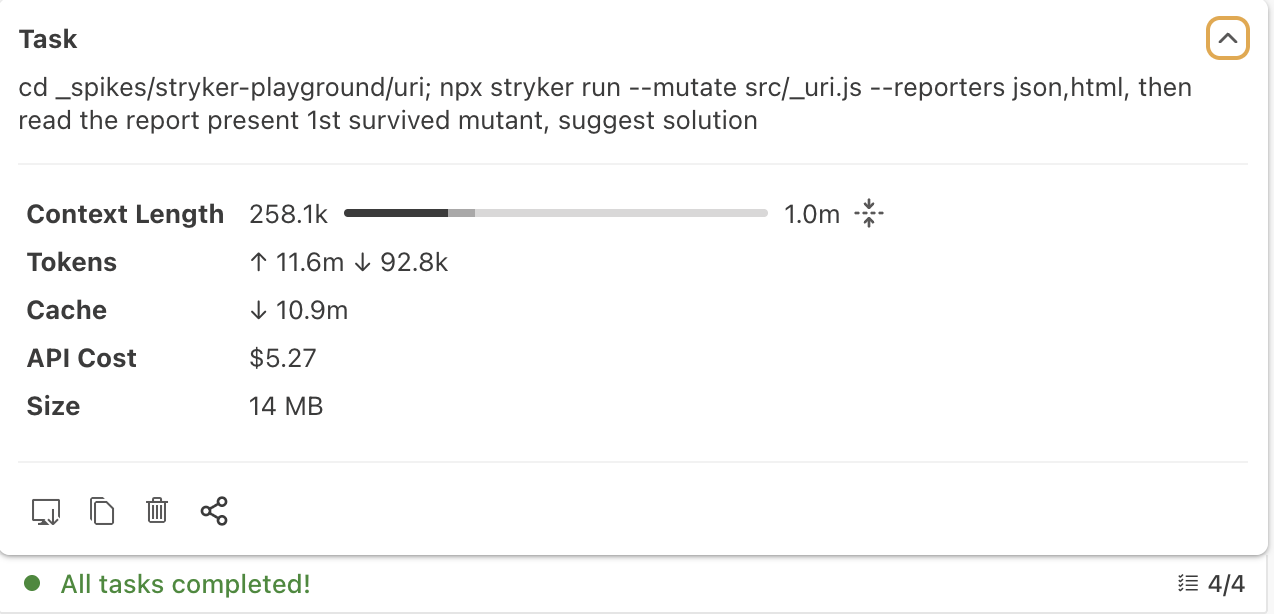 Task
cd _spikes/stryker-playground/uri; npx stryker run --mutate src/_uri.js --reporters json,html, then
read the report present 1st survived mutant, suggest solution
Context Length 258.1k 1.0m
Tokens ↑ 11.6m ↓ 92.8k
Cache ↓ 10.9m
API Cost $5.27
Size 14 MB
All tasks completed! 4/4